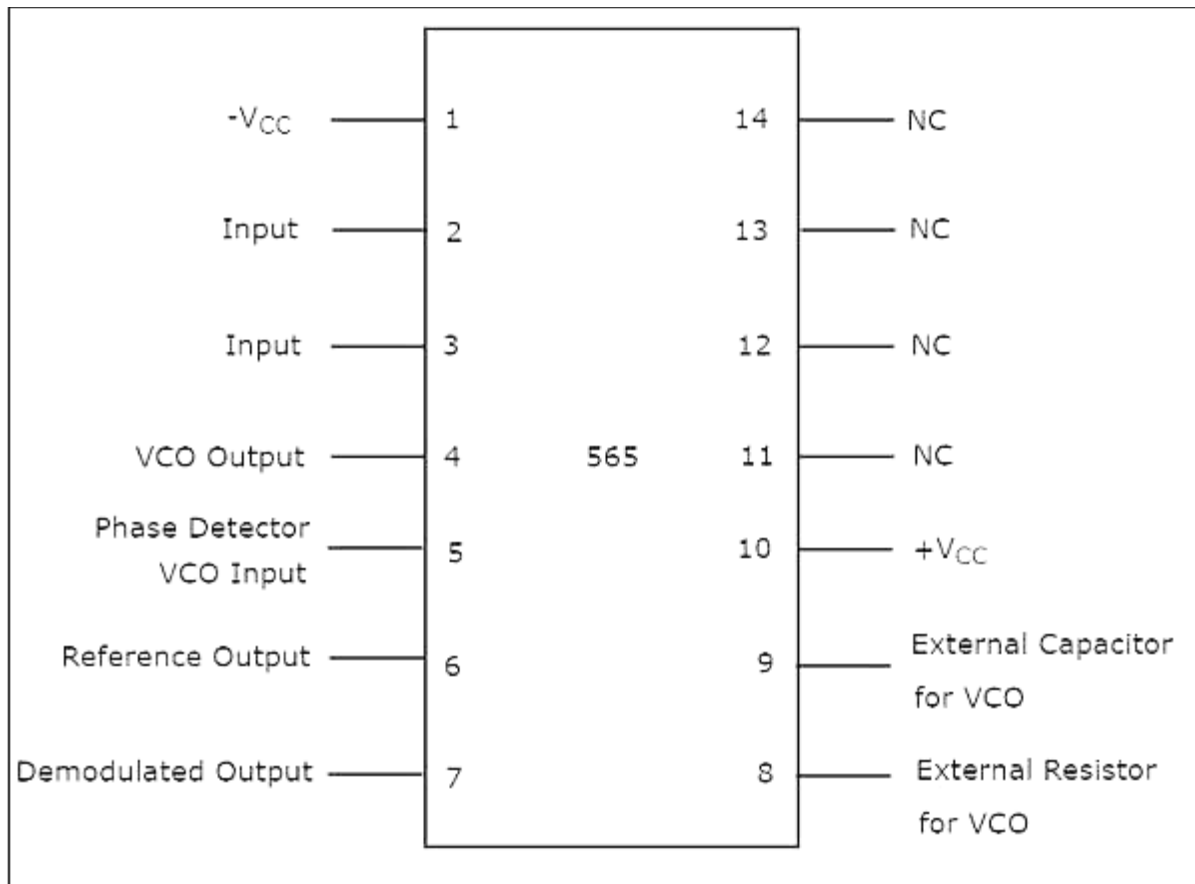 -VCC 1 14 NC
Input 2 13 NC
Input 3 12 NC
VCO Output 4 565 11 NC
Phase Detector
VCO Input
5 10 +VCC
Reference Output 6 9 External Capacitor
for VCO
Demodulated Output 7 8 External Resistor
for VCO